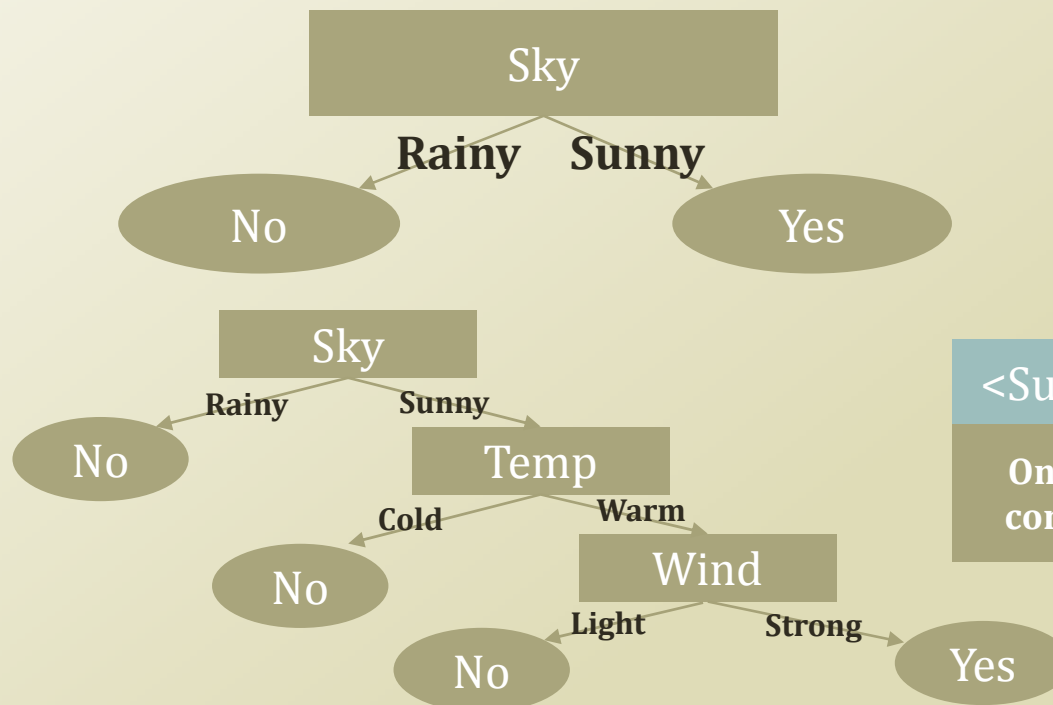 Sky
Rainy Sunny
No Yes
Sky
Rainy Sunny
No Temp
Cold Warm
No Wind
Light Strong
No Yes